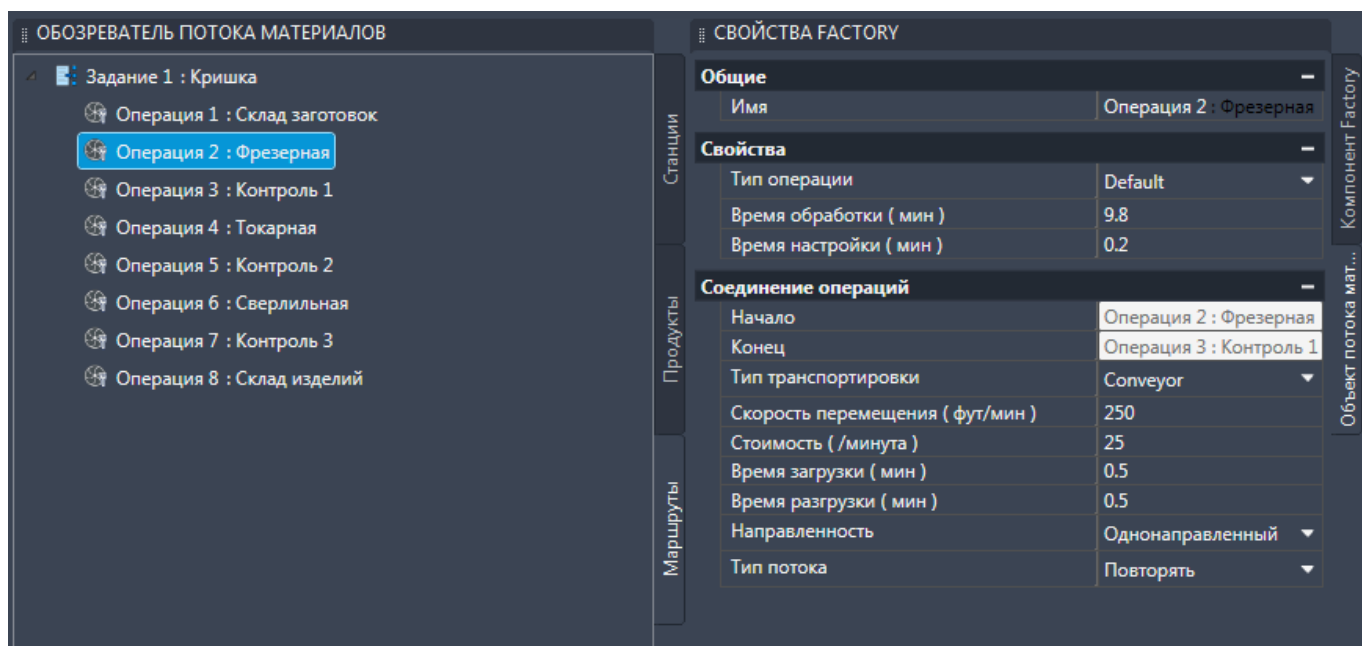 ОБОЗРЕВАТЕЛЬ ПОТОКА МАТЕРИАЛОВ
Задание 1 : Кришка
Операция 1 : Склад заготовок
Операция 2 : Фрезерная
Операция 3 : Контроль 1
Операция 4 : Токарная
Операция 5 : Контроль 2
Операция 6 : Сверлильная
Операция 7 : Контроль 3
Операция 8 : Склад изделий
Станции
Продукты
Маршруты
СВОЙСТВА FACTORY
Общие
Имя Операция 2 : Фрезерная
Свойства
Тип операции Default
Время обработки ( мин ) 9.8
Время настройки ( мин ) 0.2
Соединение операций
Начало Операция 2 : Фрезерная
Конец Операция 3 : Контроль 1
Тип транспортировки Conveyor
Скорость перемещения ( фут/мин ) 250
Стоимость ( /минута ) 25
Время загрузки ( мин ) 0.5
Время разгрузки ( мин ) 0.5
Направленность Однонаправленный
Тип потока Повторять
Компонент Factory
Объект потока мат...